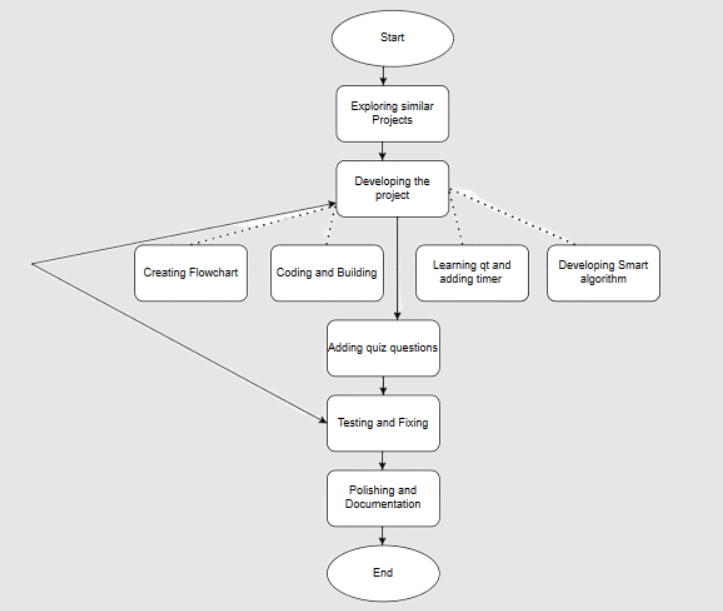 Start
Exploring similar
Projects
Developing the
project
Creating Flowchart
Coding and Building
Learning qt and
adding timer
Developing Smart
algorithm
Adding quiz questions
Testing and Fixing
Polishing and
Documentation
End